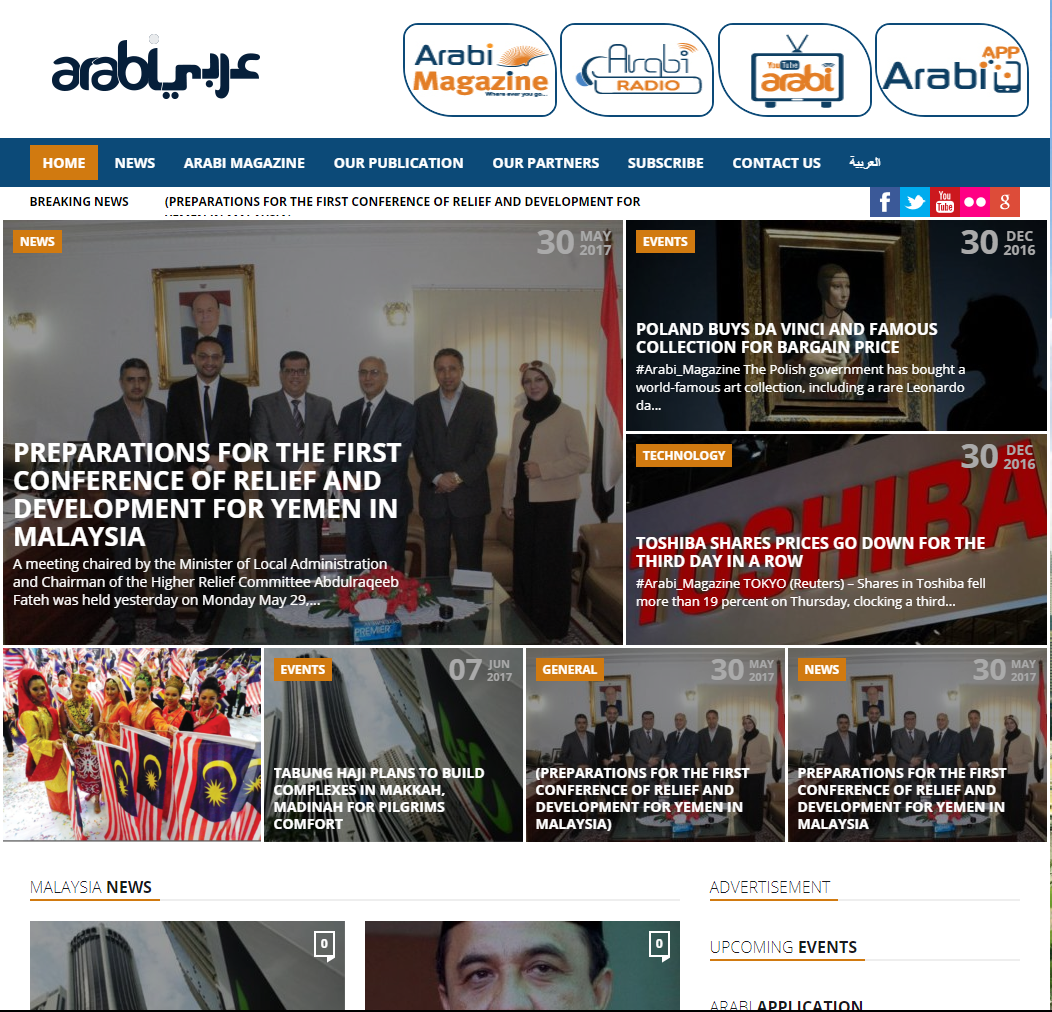 arabi عربي
Arabi
Magazine
Where ever you go...
Arabi
RADIO
You Tube
arabi
APP
Arabi
HOME
NEWS
ARABI MAGAZINE
OUR PUBLICATION
OUR PARTNERS
SUBSCRIBE
CONTACT US
العربية
BREAKING NEWS
(PREPARATIONS FOR THE FIRST CONFERENCE OF RELIEF AND DEVELOPMENT FOR
YEMEN IN MALAYSIA)
f
You
Tube
g
NEWS
30 MAY
2017
PREPARATIONS FOR THE FIRST
CONFERENCE OF RELIEF AND
DEVELOPMENT FOR YEMEN IN
MALAYSIA
A meeting chaired by the Minister of Local Administration
and Chairman of the Higher Relief Committee Abdulraqeeb
Fateh was held yesterday on Monday May 29,...
PREMIER
EVENTS
30 DEC
2016
POLAND BUYS DA VINCI AND FAMOUS
COLLECTION FOR BARGAIN PRICE
#Arabi_Magazine The Polish government has bought a
world-famous art collection, including a rare Leonardo
da...
TECHNOLOGY
30 DEC
2016
TOSHIBA
TOSHIBA SHARES PRICES GO DOWN FOR THE
THIRD DAY IN A ROW
#Arabi_Magazine TOKYO (Reuters) – Shares in Toshiba fell
more than 19 percent on Thursday, clocking a third...
EVENTS
07 JUN
2017
TABUNG HAJI PLANS TO BUILD
COMPLEXES IN MAKKAH,
MADINAH FOR PILGRIMS
COMFORT
GENERAL
30 MAY
2017
(PREPARATIONS FOR THE FIRST
CONFERENCE OF RELIEF AND
DEVELOPMENT FOR YEMEN IN
MALAYSIA)
NEWS
30 MAY
2017
PREPARATIONS FOR THE FIRST
CONFERENCE OF RELIEF AND
DEVELOPMENT FOR YEMEN IN
MALAYSIA
MALAYSIA NEWS
0
0
ADVERTISEMENT
UPCOMING EVENTS
ARABI APPLICATION